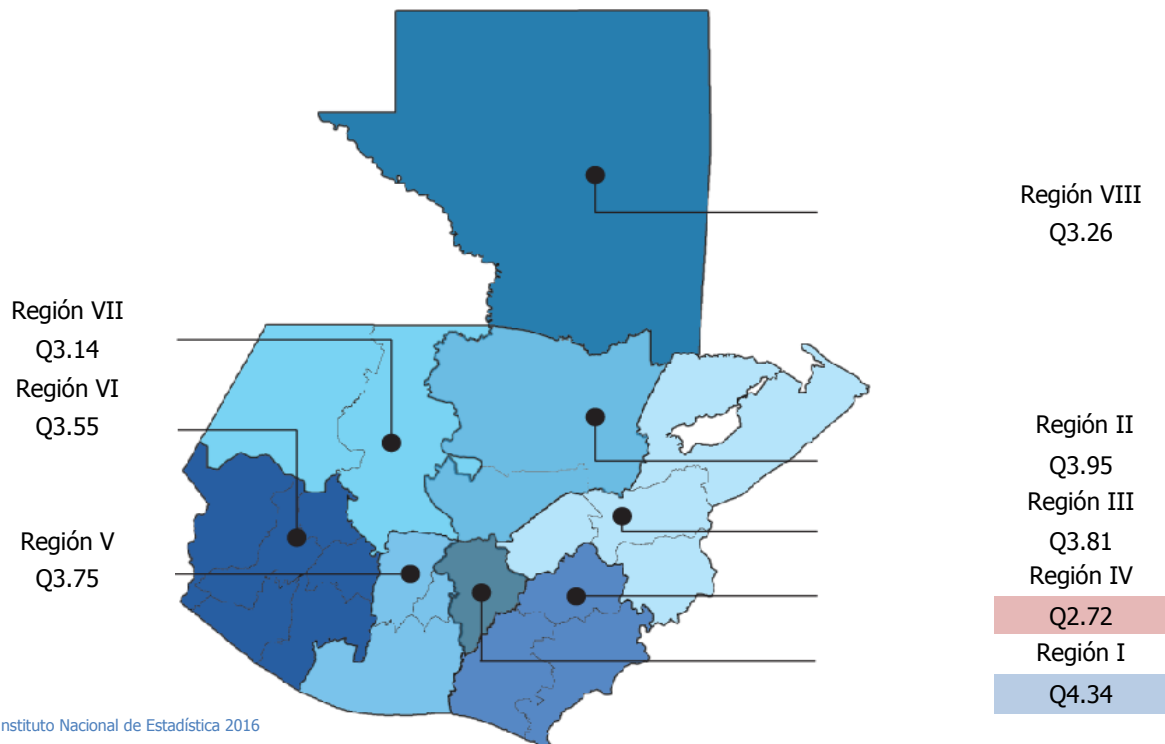 Región VIII
Q3.26
Región VII
Q3.14
Región VI
Q3.55
Región II
Q3.95
Región III
Q3.81
Región V
Q3.75
Región IV
Q2.72
Región I
Q4.34
nstituto Nacional de Estadística 2016